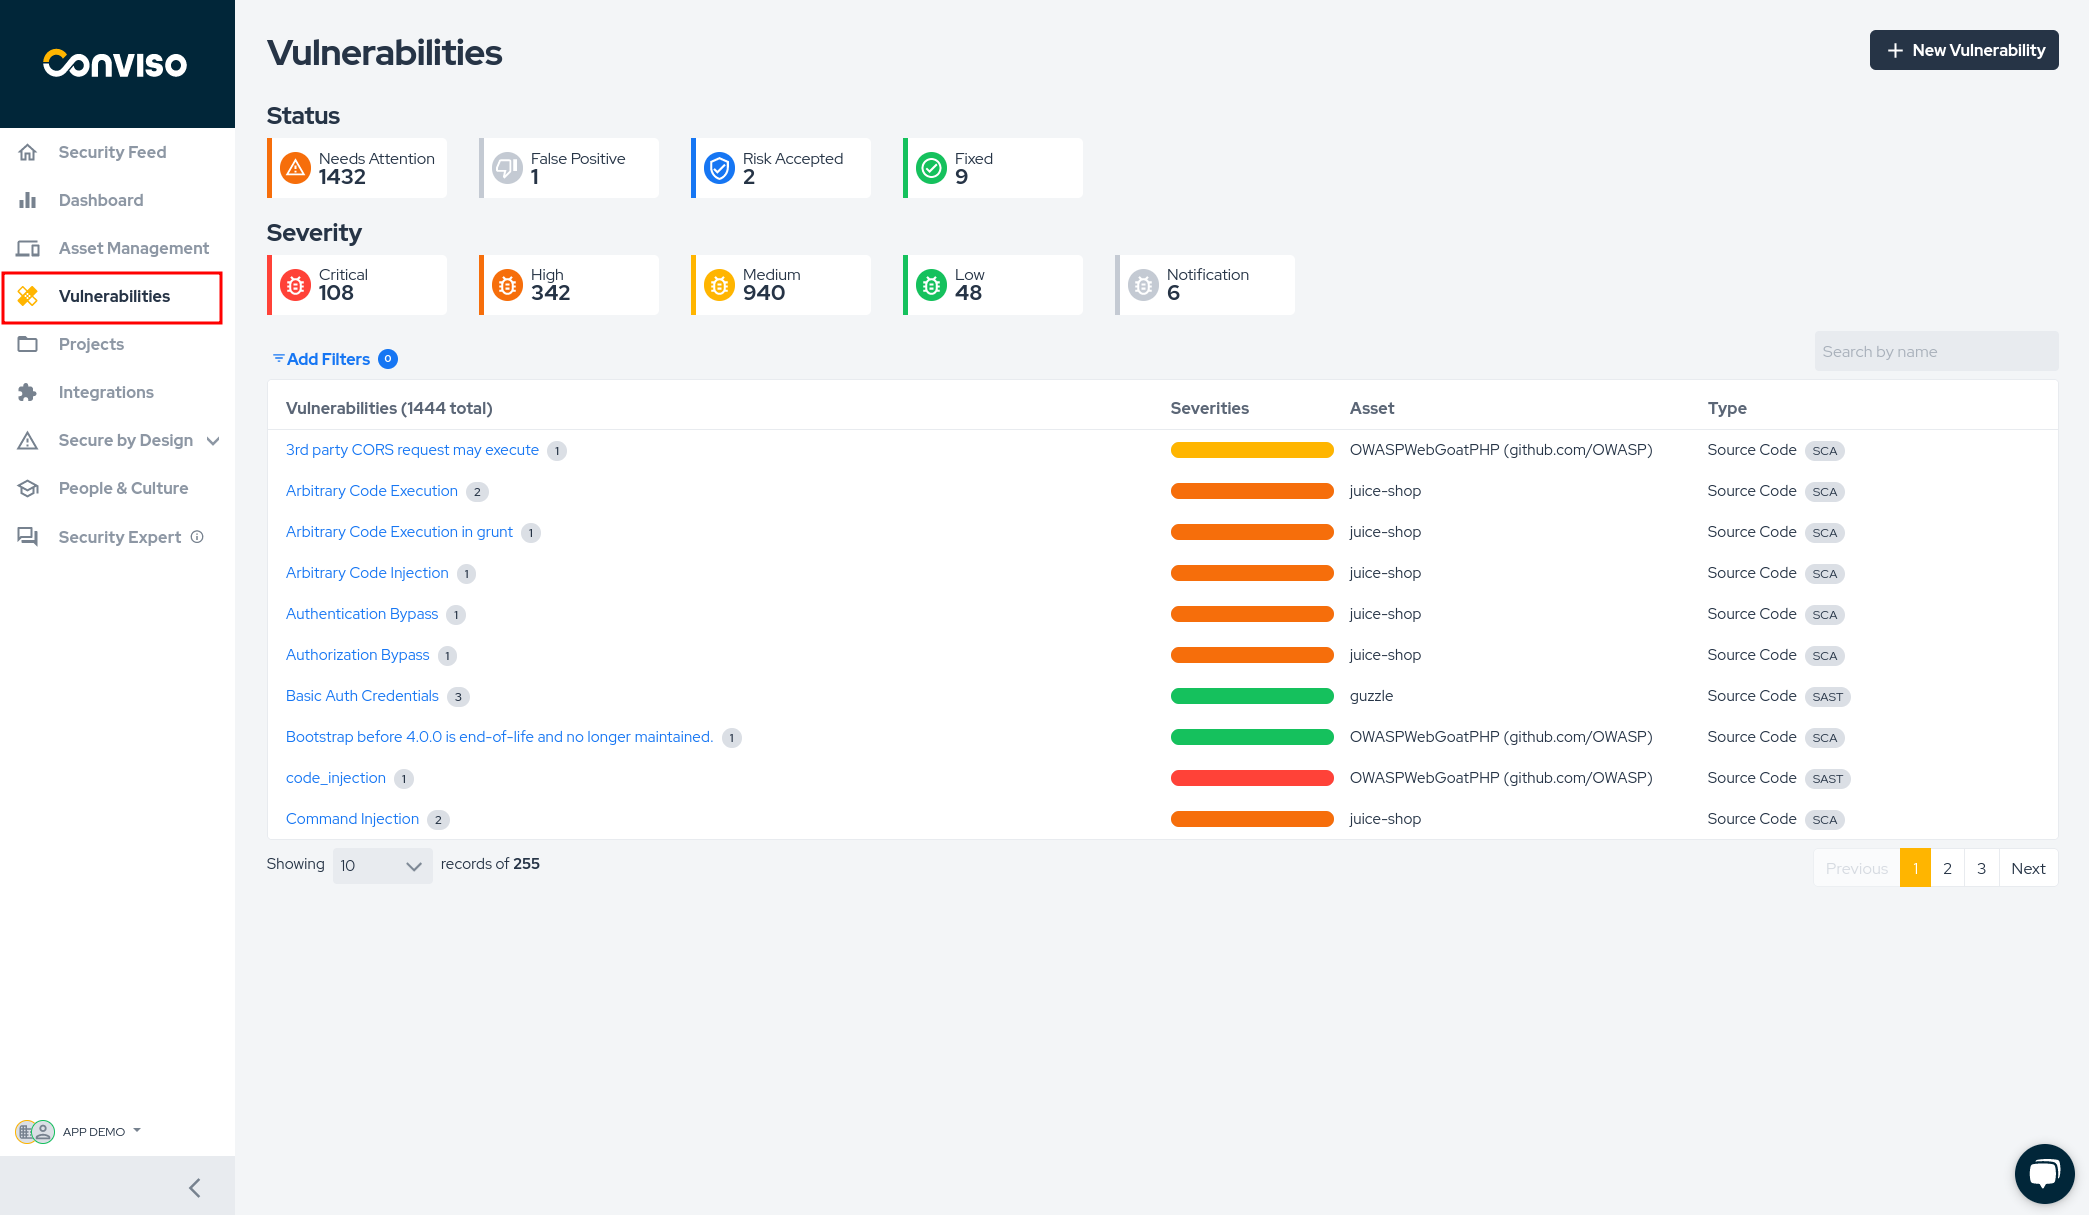 Conviso
Vulnerabilities
+ New Vulnerability
Security Feed
Dashboard
Asset Management
Vulnerabilities
Projects
Integrations
Secure by Design
People & Culture
Security Expert
APP DEMO
Status
Needs Attention
1432
False Positive
1
Risk Accepted
2
Fixed
9
Severity
Critical
108
High
342
Medium
940
Low
48
Notification
6
Add Filters 0
Search by name
Vulnerabilities (1444 total) Severities Asset Type
3rd party CORS request may execute 1 OWASPWebGoatPHP (github.com/OWASP) Source Code SCA
Arbitrary Code Execution 2 juice-shop Source Code SCA
Arbitrary Code Execution in grunt 1 juice-shop Source Code SCA
Arbitrary Code Injection 1 juice-shop Source Code SCA
Authentication Bypass 1 juice-shop Source Code SCA
Authorization Bypass 1 juice-shop Source Code SCA
Basic Auth Credentials 3 guzzle Source Code SAST
Bootstrap before 4.0.0 is end-of-life and no longer maintained. 1 OWASPWebGoatPHP (github.com/OWASP) Source Code SCA
code_injection 1 OWASPWebGoatPHP (github.com/OWASP) Source Code SAST
Command Injection 2 juice-shop Source Code SCA
Showing 10 records of 255
Previous 1 2 3 Next